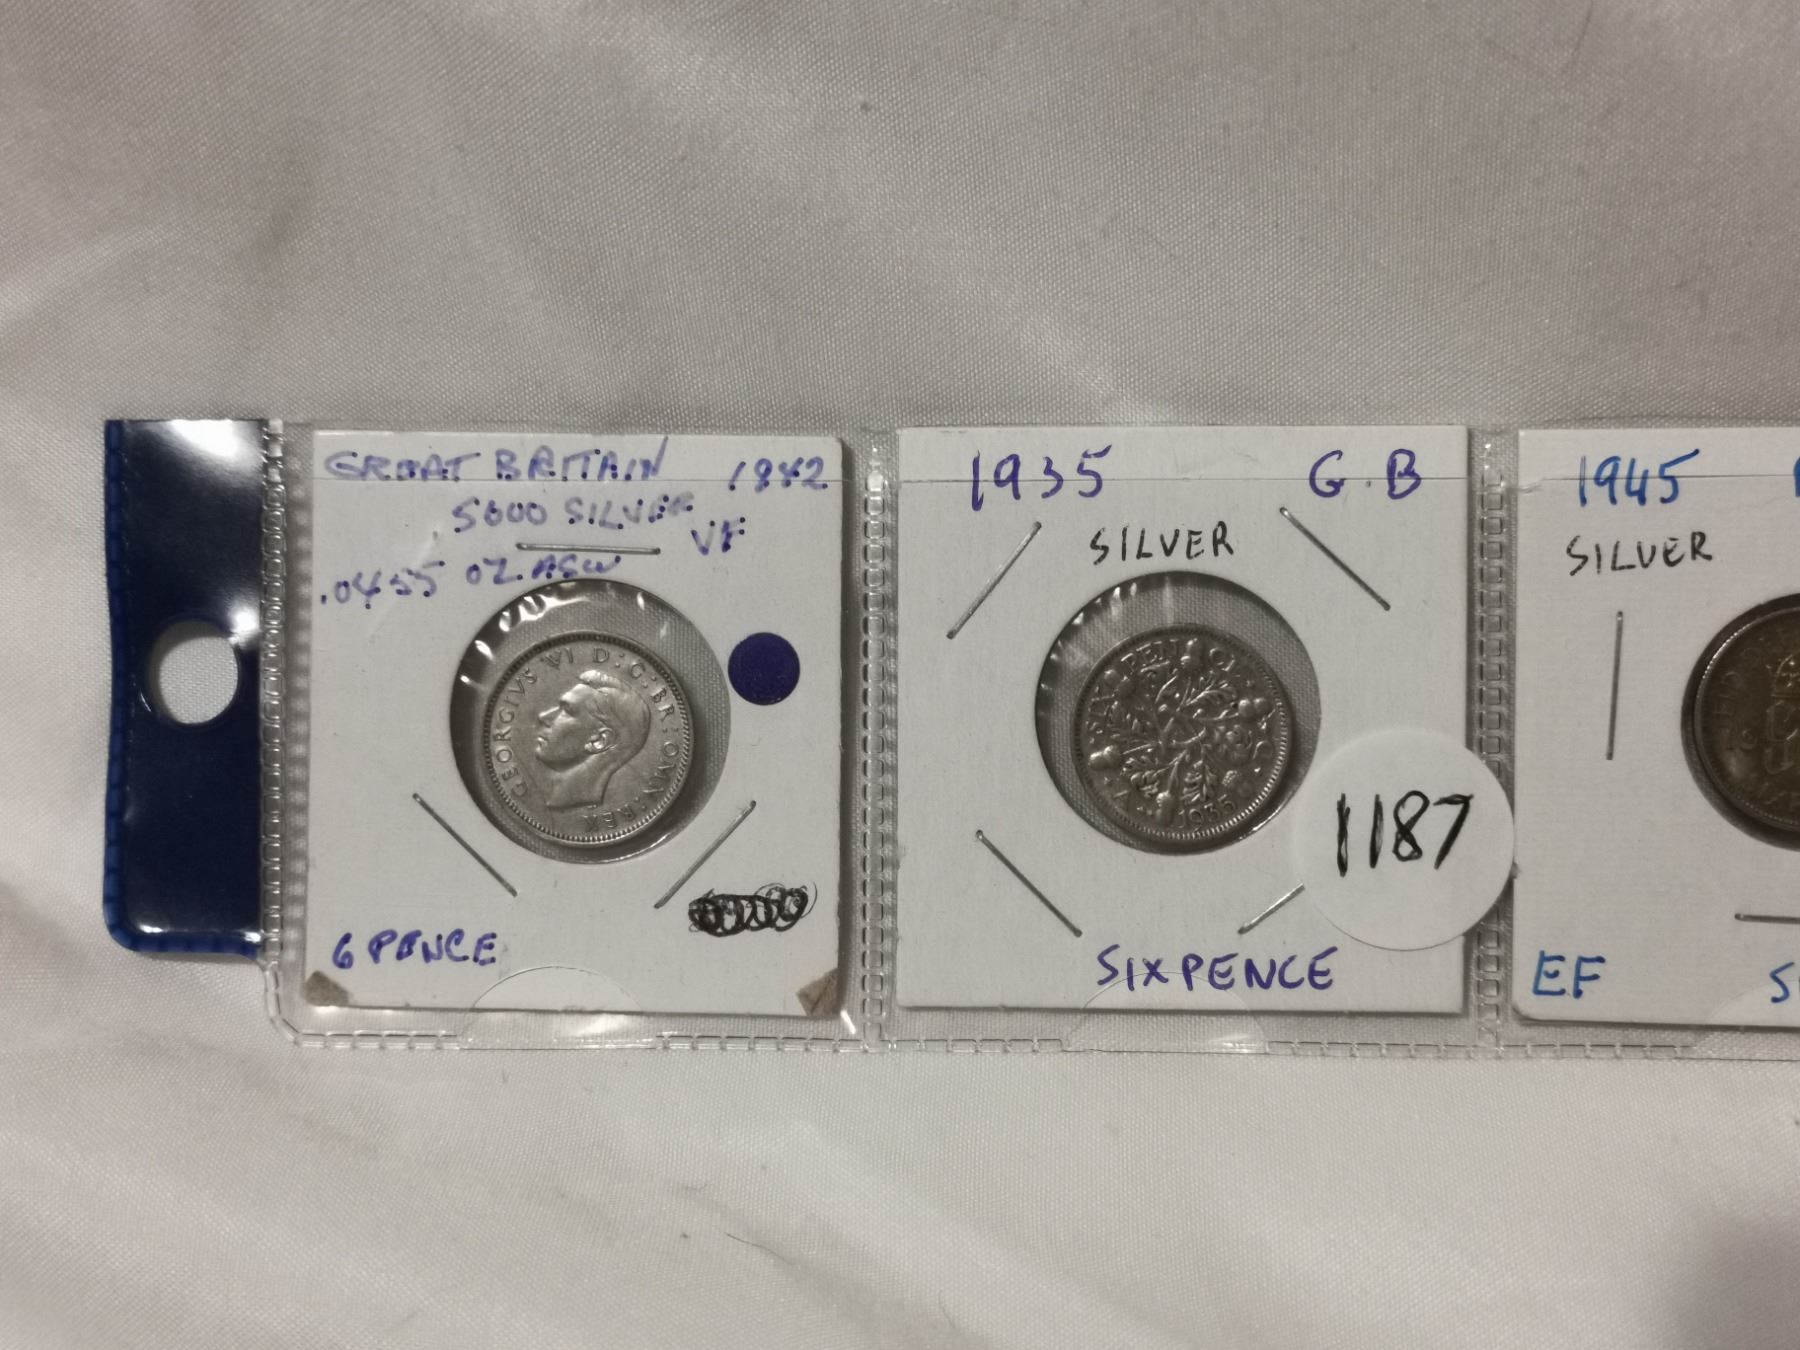 GREAT BRITAIN 1942
5000 SILVER
VF
.0455 OZ ASW
GEORGIVS VI D:G:BR:OMN:REX
6 PENCE
1935 G.B
SILVER
SIXPENCE
1935
1187
SIXPENCE
1945
SILVER
EF